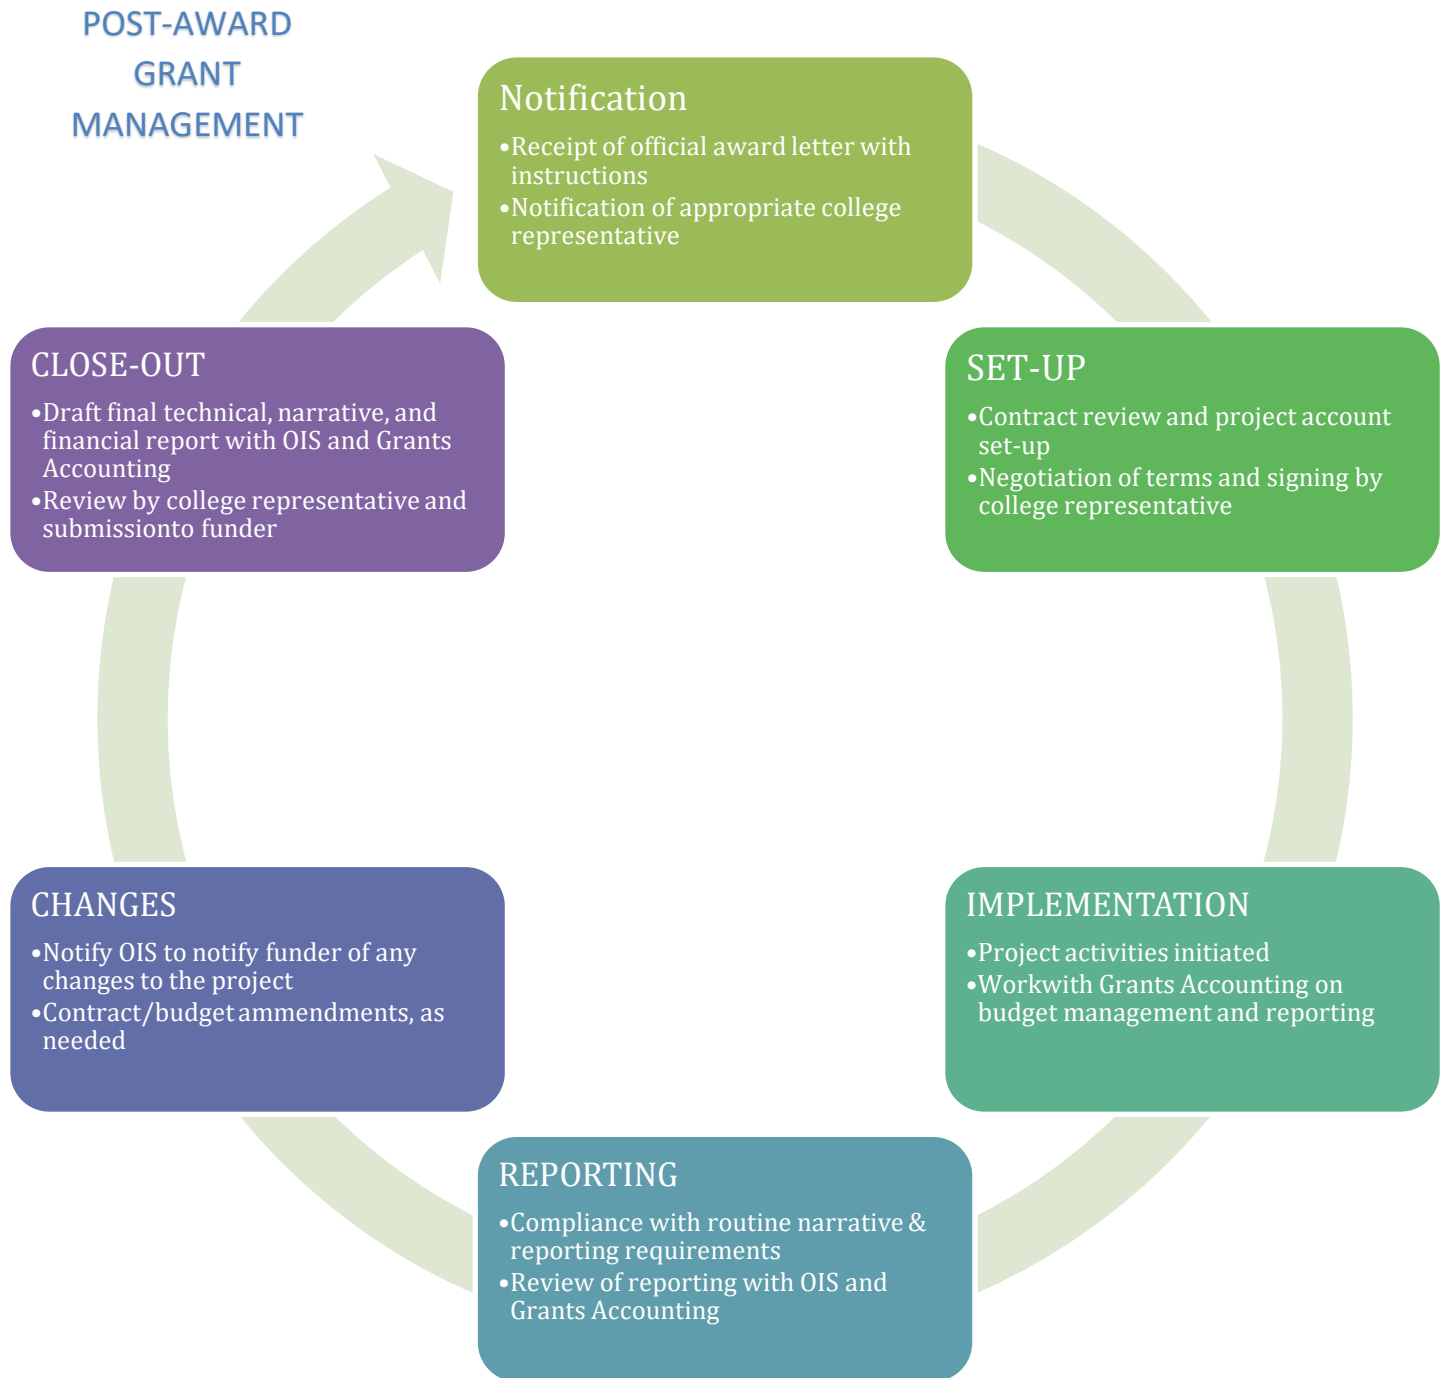 POST-AWARD
GRANT
MANAGEMENT
Notification
•Receipt of official award letter with
instructions
•Notification of appropriate college
representative
SET-UP
•Contract review and project account
set-up
•Negotiation of terms and signing by
college representative
IMPLEMENTATION
•Project activities initiated
•Workwith Grants Accounting on
budget management and reporting
REPORTING
•Compliance with routine narrative &
reporting requirements
•Review of reporting with OIS and
Grants Accounting
CHANGES
•Notify OIS to notify funder of any
changes to the project
•Contract/budget ammendments, as
needed
CLOSE-OUT
•Draft final technical, narrative, and
financial report with OIS and Grants
Accounting
•Review by college representative and
submissionto funder